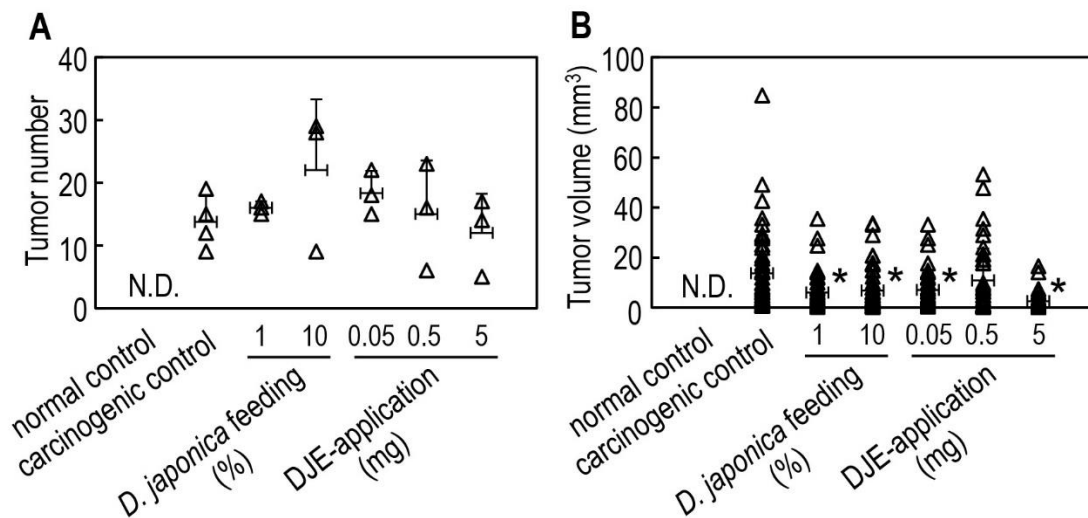 A
Tumor number
40
30
20
10
0
N.D.
1 10 0.05 0.5 5
normal control
carcinogenic control
D. japonica feeding
(%)
DJE-application
(mg)
B
Tumor volume (mm³)
100
80
60
40
20
0
N.D.
* * * *
1 10 0.05 0.5 5
normal control
carcinogenic control
D. japonica feeding
(%)
DJE-application
(mg)